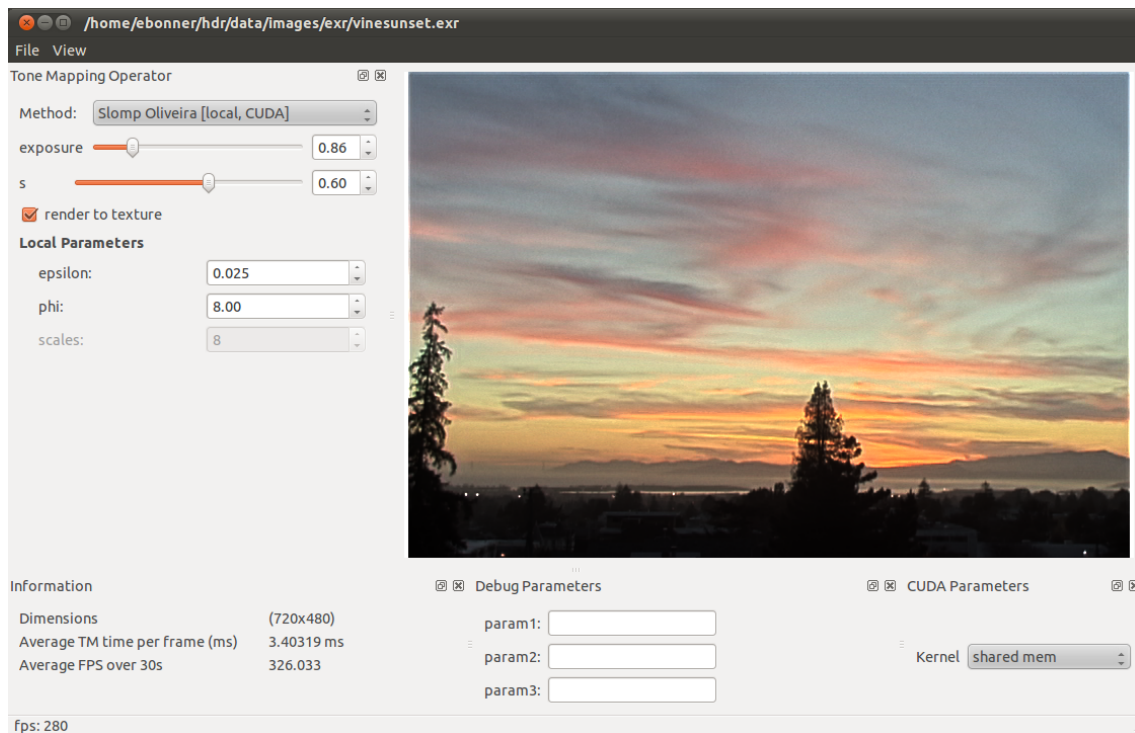 /home/ebonner/hdr/data/images/exr/vinesunset.exr
File View
Tone Mapping Operator
Method: Slomp Oliveira [local, CUDA]
exposure 0.86
s 0.60
render to texture
Local Parameters
epsilon: 0.025
phi: 8.00
scales: 8
Information
Dimensions (720x480)
Average TM time per frame (ms) 3.40319 ms
Average FPS over 30s 326.033
Debug Parameters
param1:
param2:
param3:
CUDA Parameters
Kernel shared mem
fps: 280